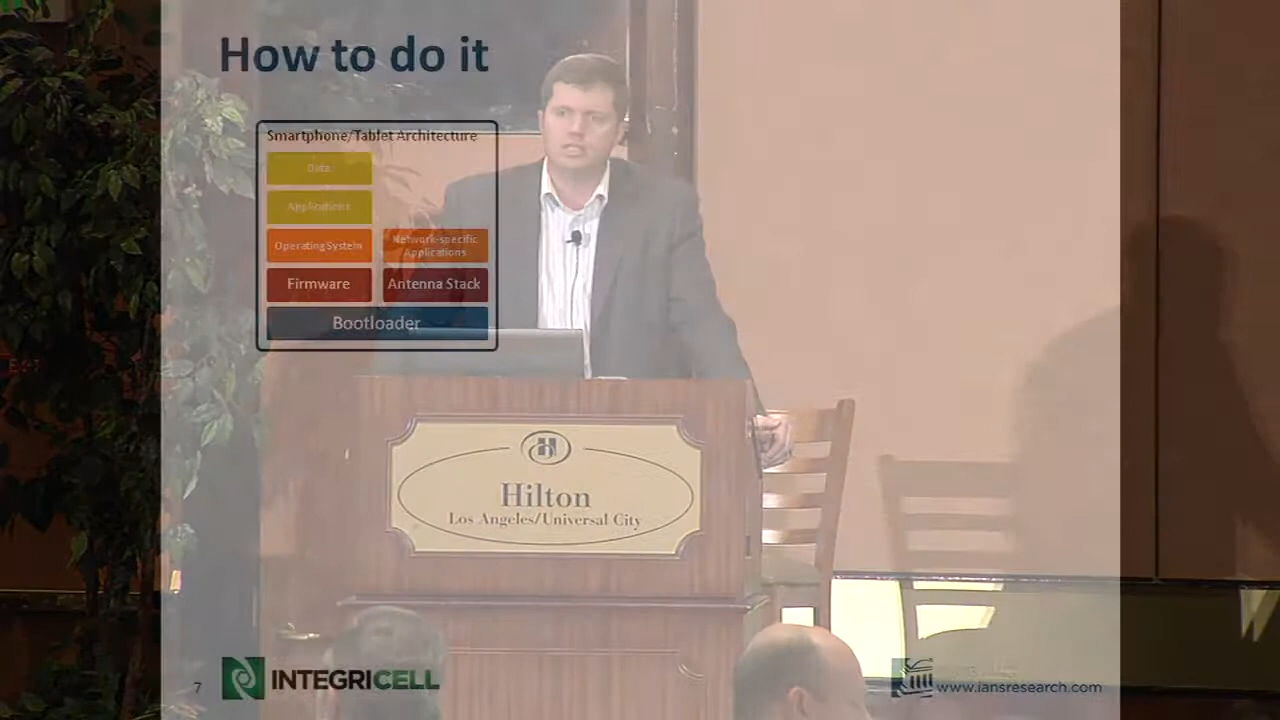 How to do it
Smartphone/Tablet Architecture
Data
Applications
Operating System
Network-specific
Applications
Firmware
Antenna Stack
Bootloader
Hilton
Los Angeles/Universal City
7
INTEGRICELL
www.iansresearch.com